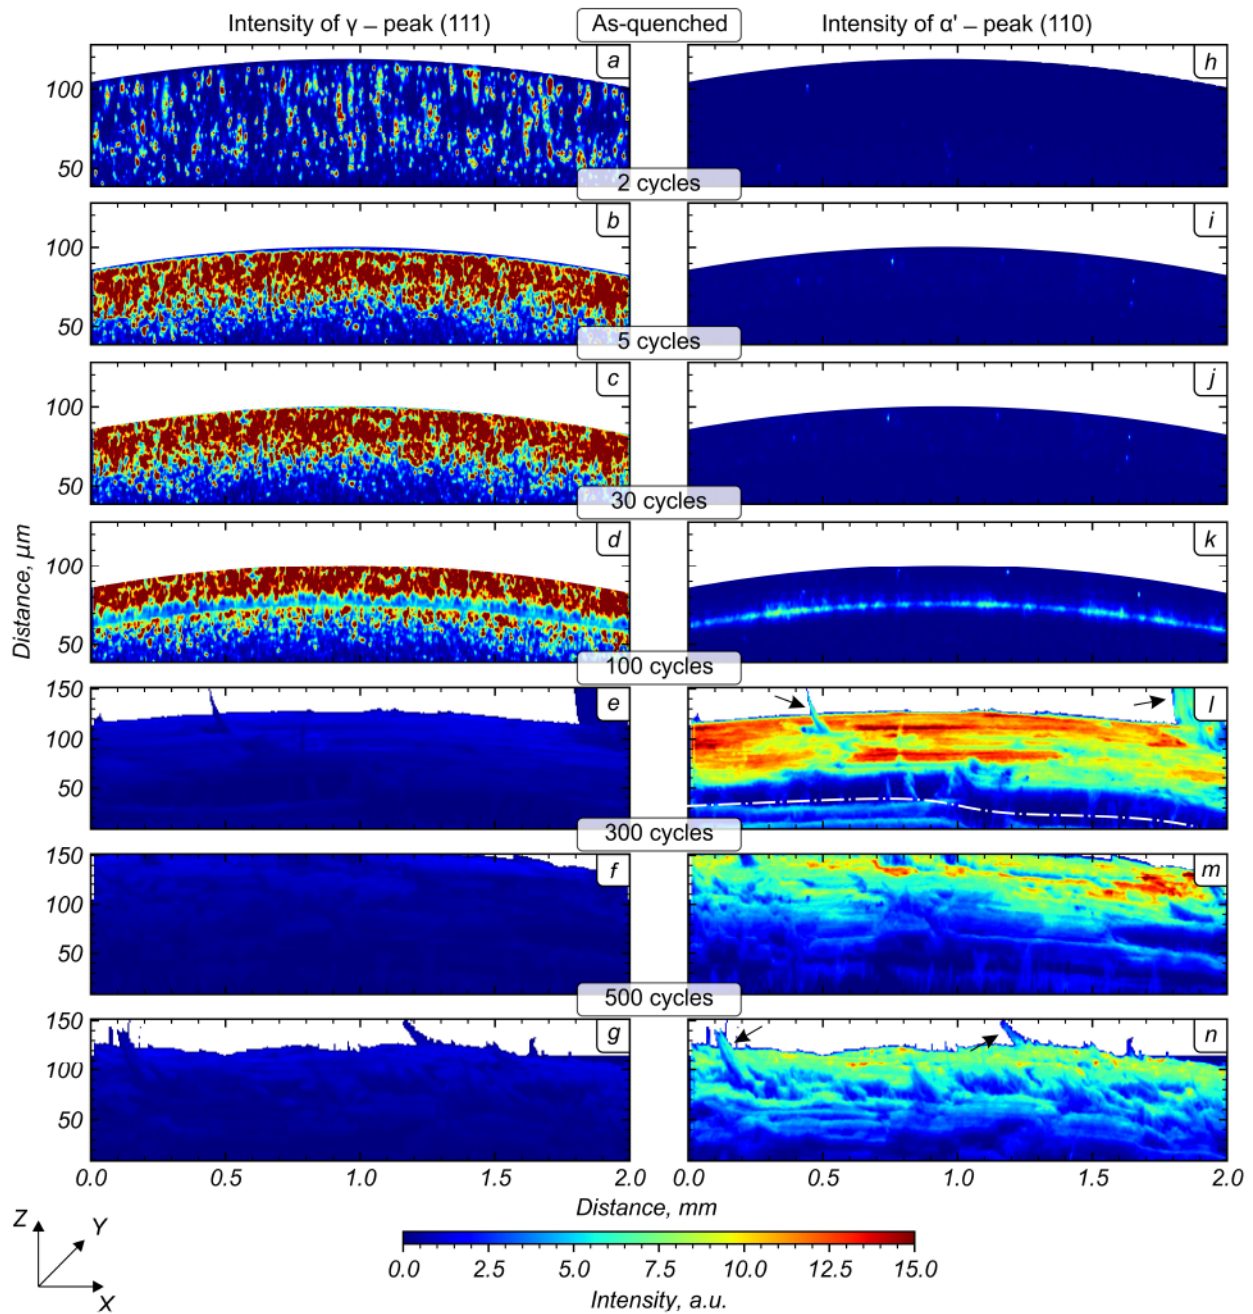 Intensity of γ – peak (111)
As-quenched
Intensity of α' – peak (110)
a
h
100
50
2 cycles
b
i
100
50
5 cycles
c
j
100
50
30 cycles
d
k
100
50
100 cycles
e
l
150
100
50
300 cycles
f
m
150
100
50
500 cycles
g
n
150
100
50
Distance, μm
0.0 0.5 1.0 1.5 2.0
0.0 0.5 1.0 1.5 2.0
Distance, mm
Z
Y
X
0.0 2.5 5.0 7.5 10.0 12.5 15.0
Intensity, a.u.